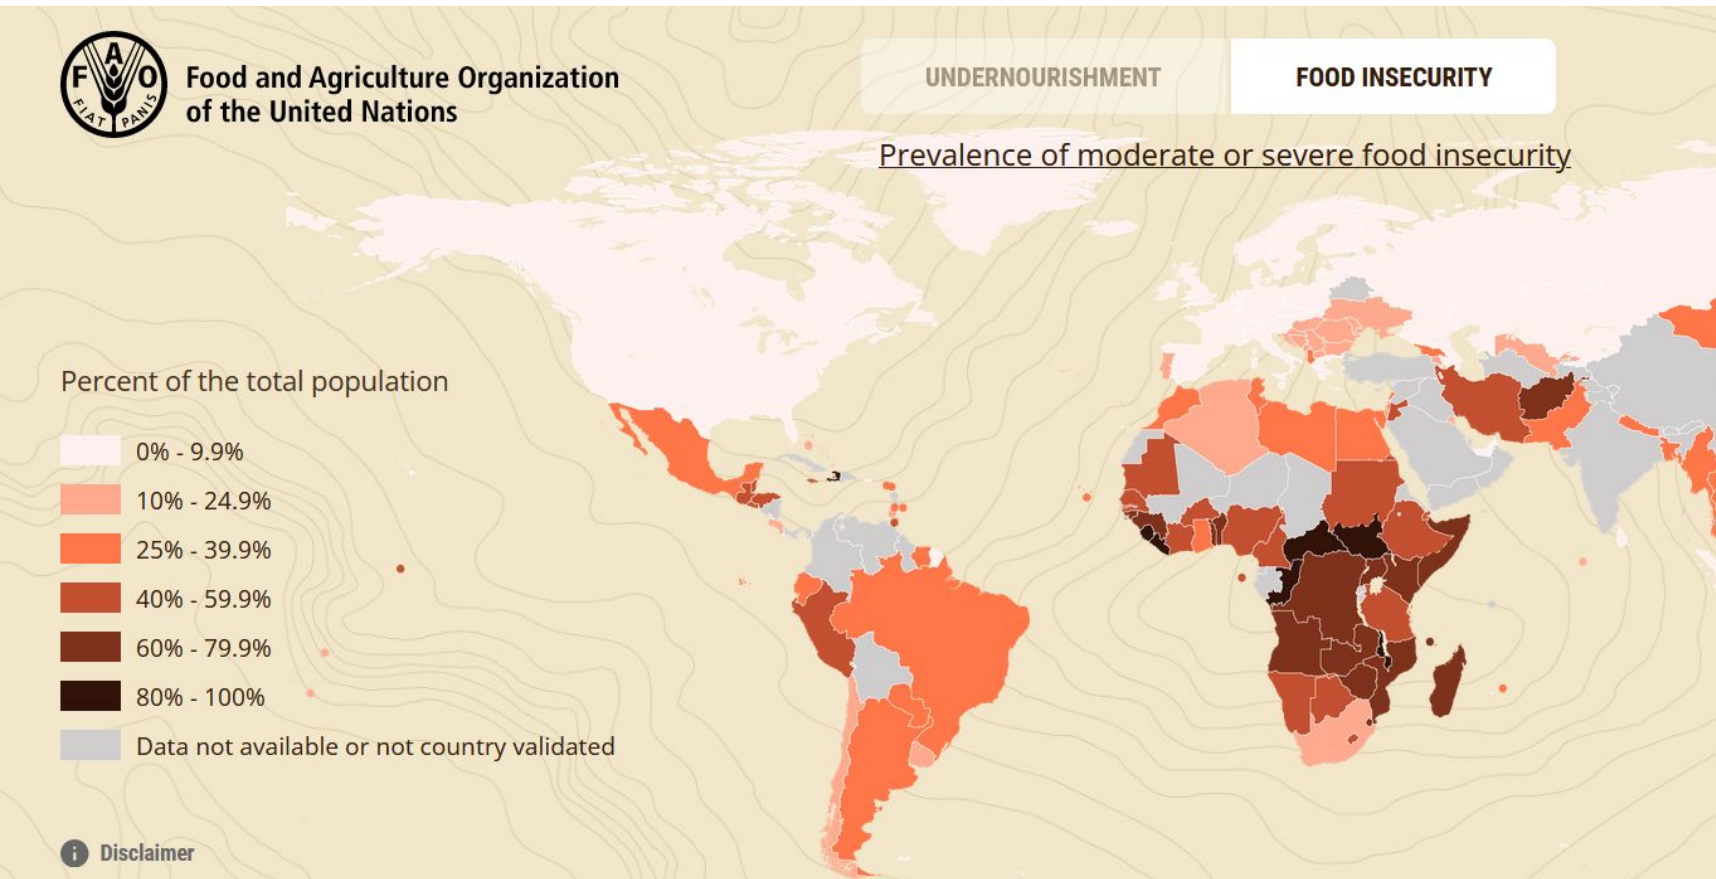 F A O
FIAT PANIS
Food and Agriculture Organization
of the United Nations
UNDERNOURISHMENT
FOOD INSECURITY
Prevalence of moderate or severe food insecurity
Percent of the total population
0% - 9.9%
10% - 24.9%
25% - 39.9%
40% - 59.9%
60% - 79.9%
80% - 100%
Data not available or not country validated
i Disclaimer